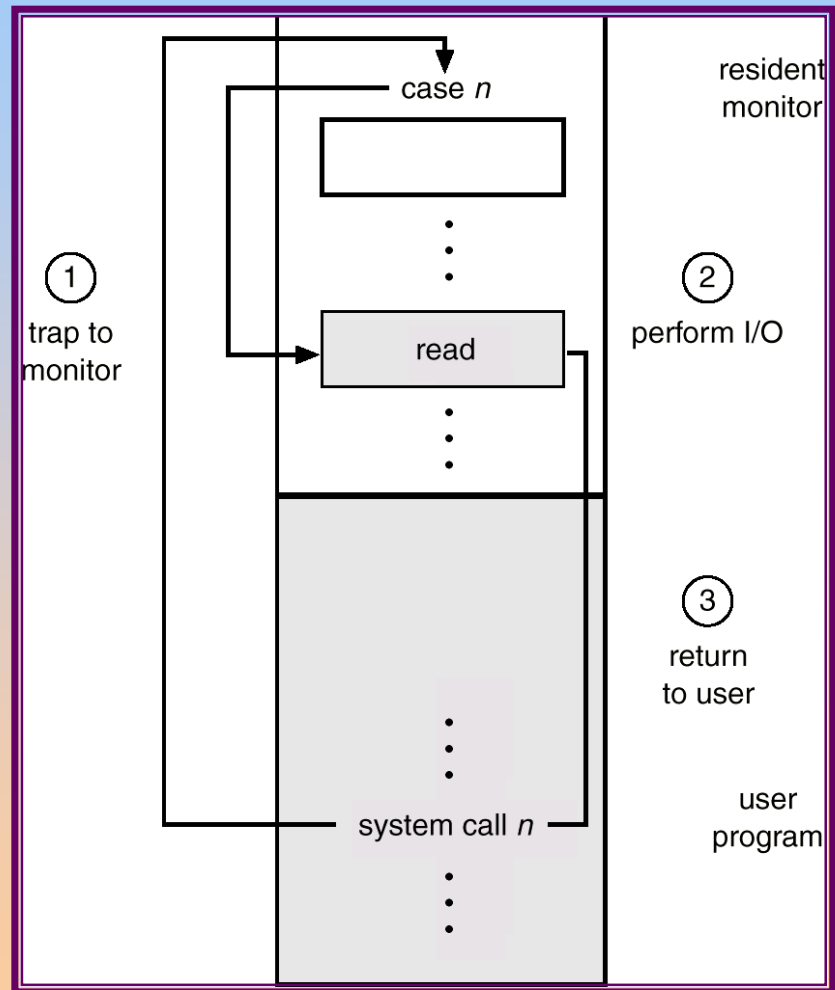 case n
resident
monitor
1
trap to
monitor
read
2
perform I/O
3
return
to user
system call n
user
program